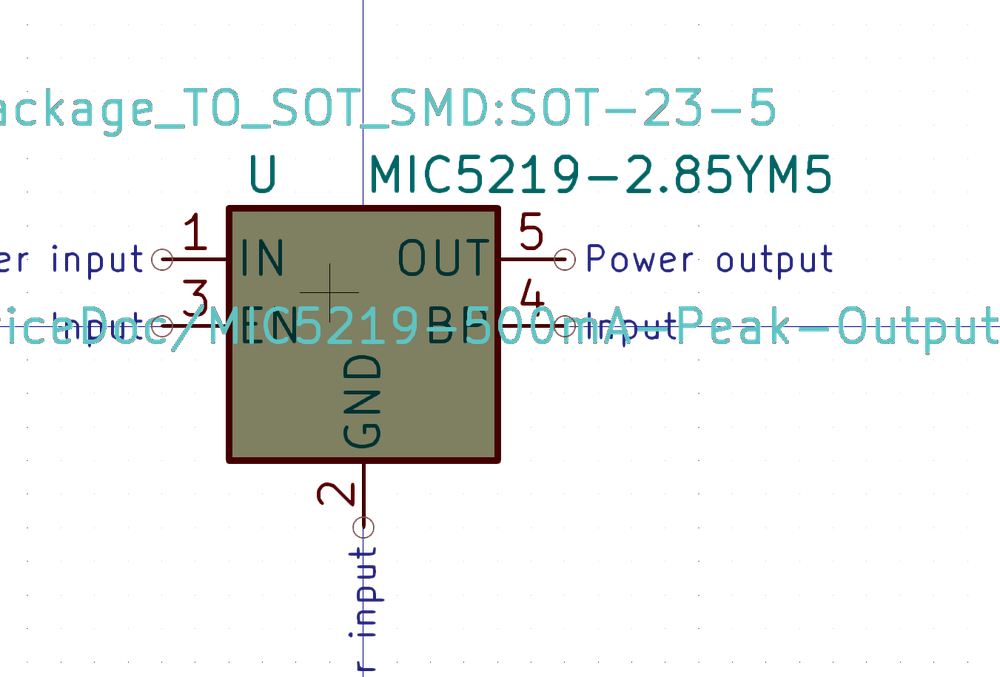 ackage_TO_SOT_SMD:SOT-23-5
U MIC5219-2.85YM5
1 5
er input IN OUT Power output
3 4
Input EN BP Input
iceDoc/MIC5219-500mA-Peak-Output
GND
2
r input